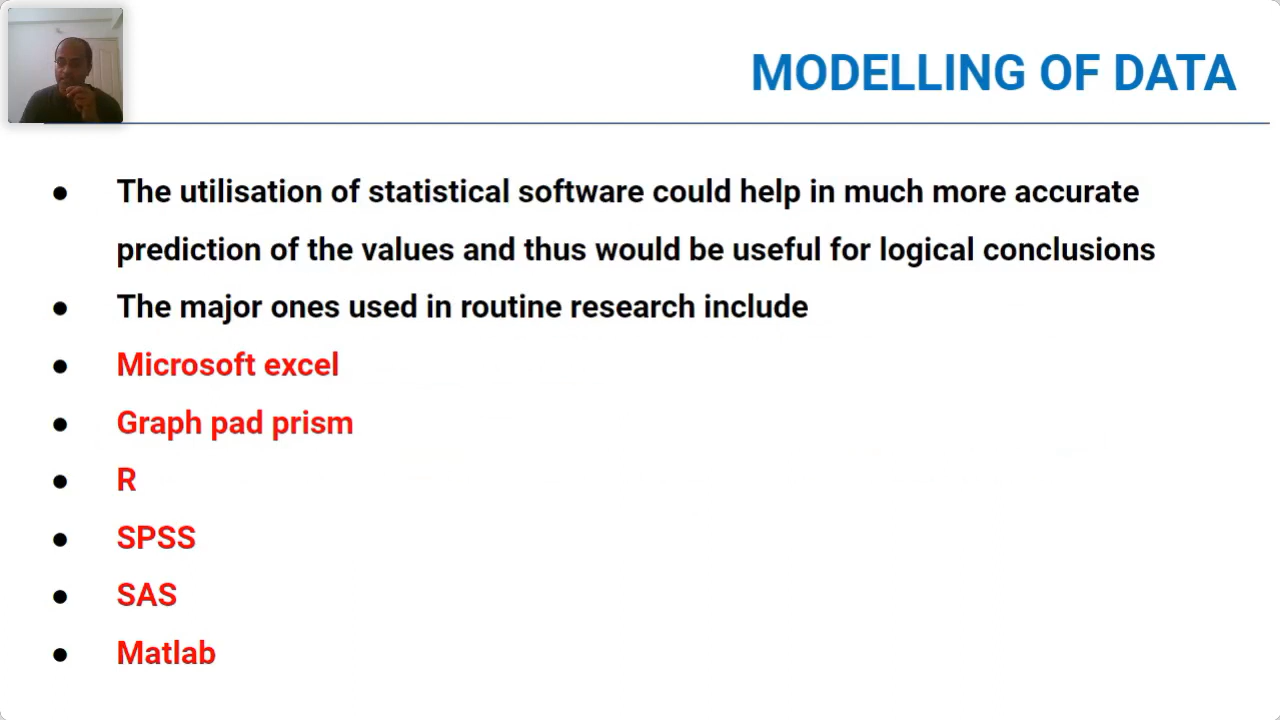 MODELLING OF DATA
● The utilisation of statistical software could help in much more accurate
prediction of the values and thus would be useful for logical conclusions
● The major ones used in routine research include
● Microsoft excel
● Graph pad prism
● R
● SPSS
● SAS
● Matlab